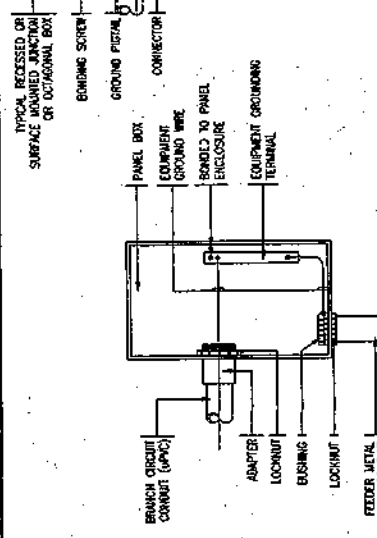 TYPICAL RECESSED OR
SURFACE MOUNTED JUNCTION
OR OCTAGONAL BOX
BONDING SCREW
GROUND PIGTAIL
CONNECTOR
PANEL BOX
EQUIPMENT
GROUND WIRE
BONDED TO PANEL
ENCLOSURE
EQUIPMENT GROUNDING
TERMINAL
BRANCH CIRCUIT
CONDUIT (uPVC)
ADAPTER
LOCKNUT
BUSHING
LOCKNUT
FEEDER METAL